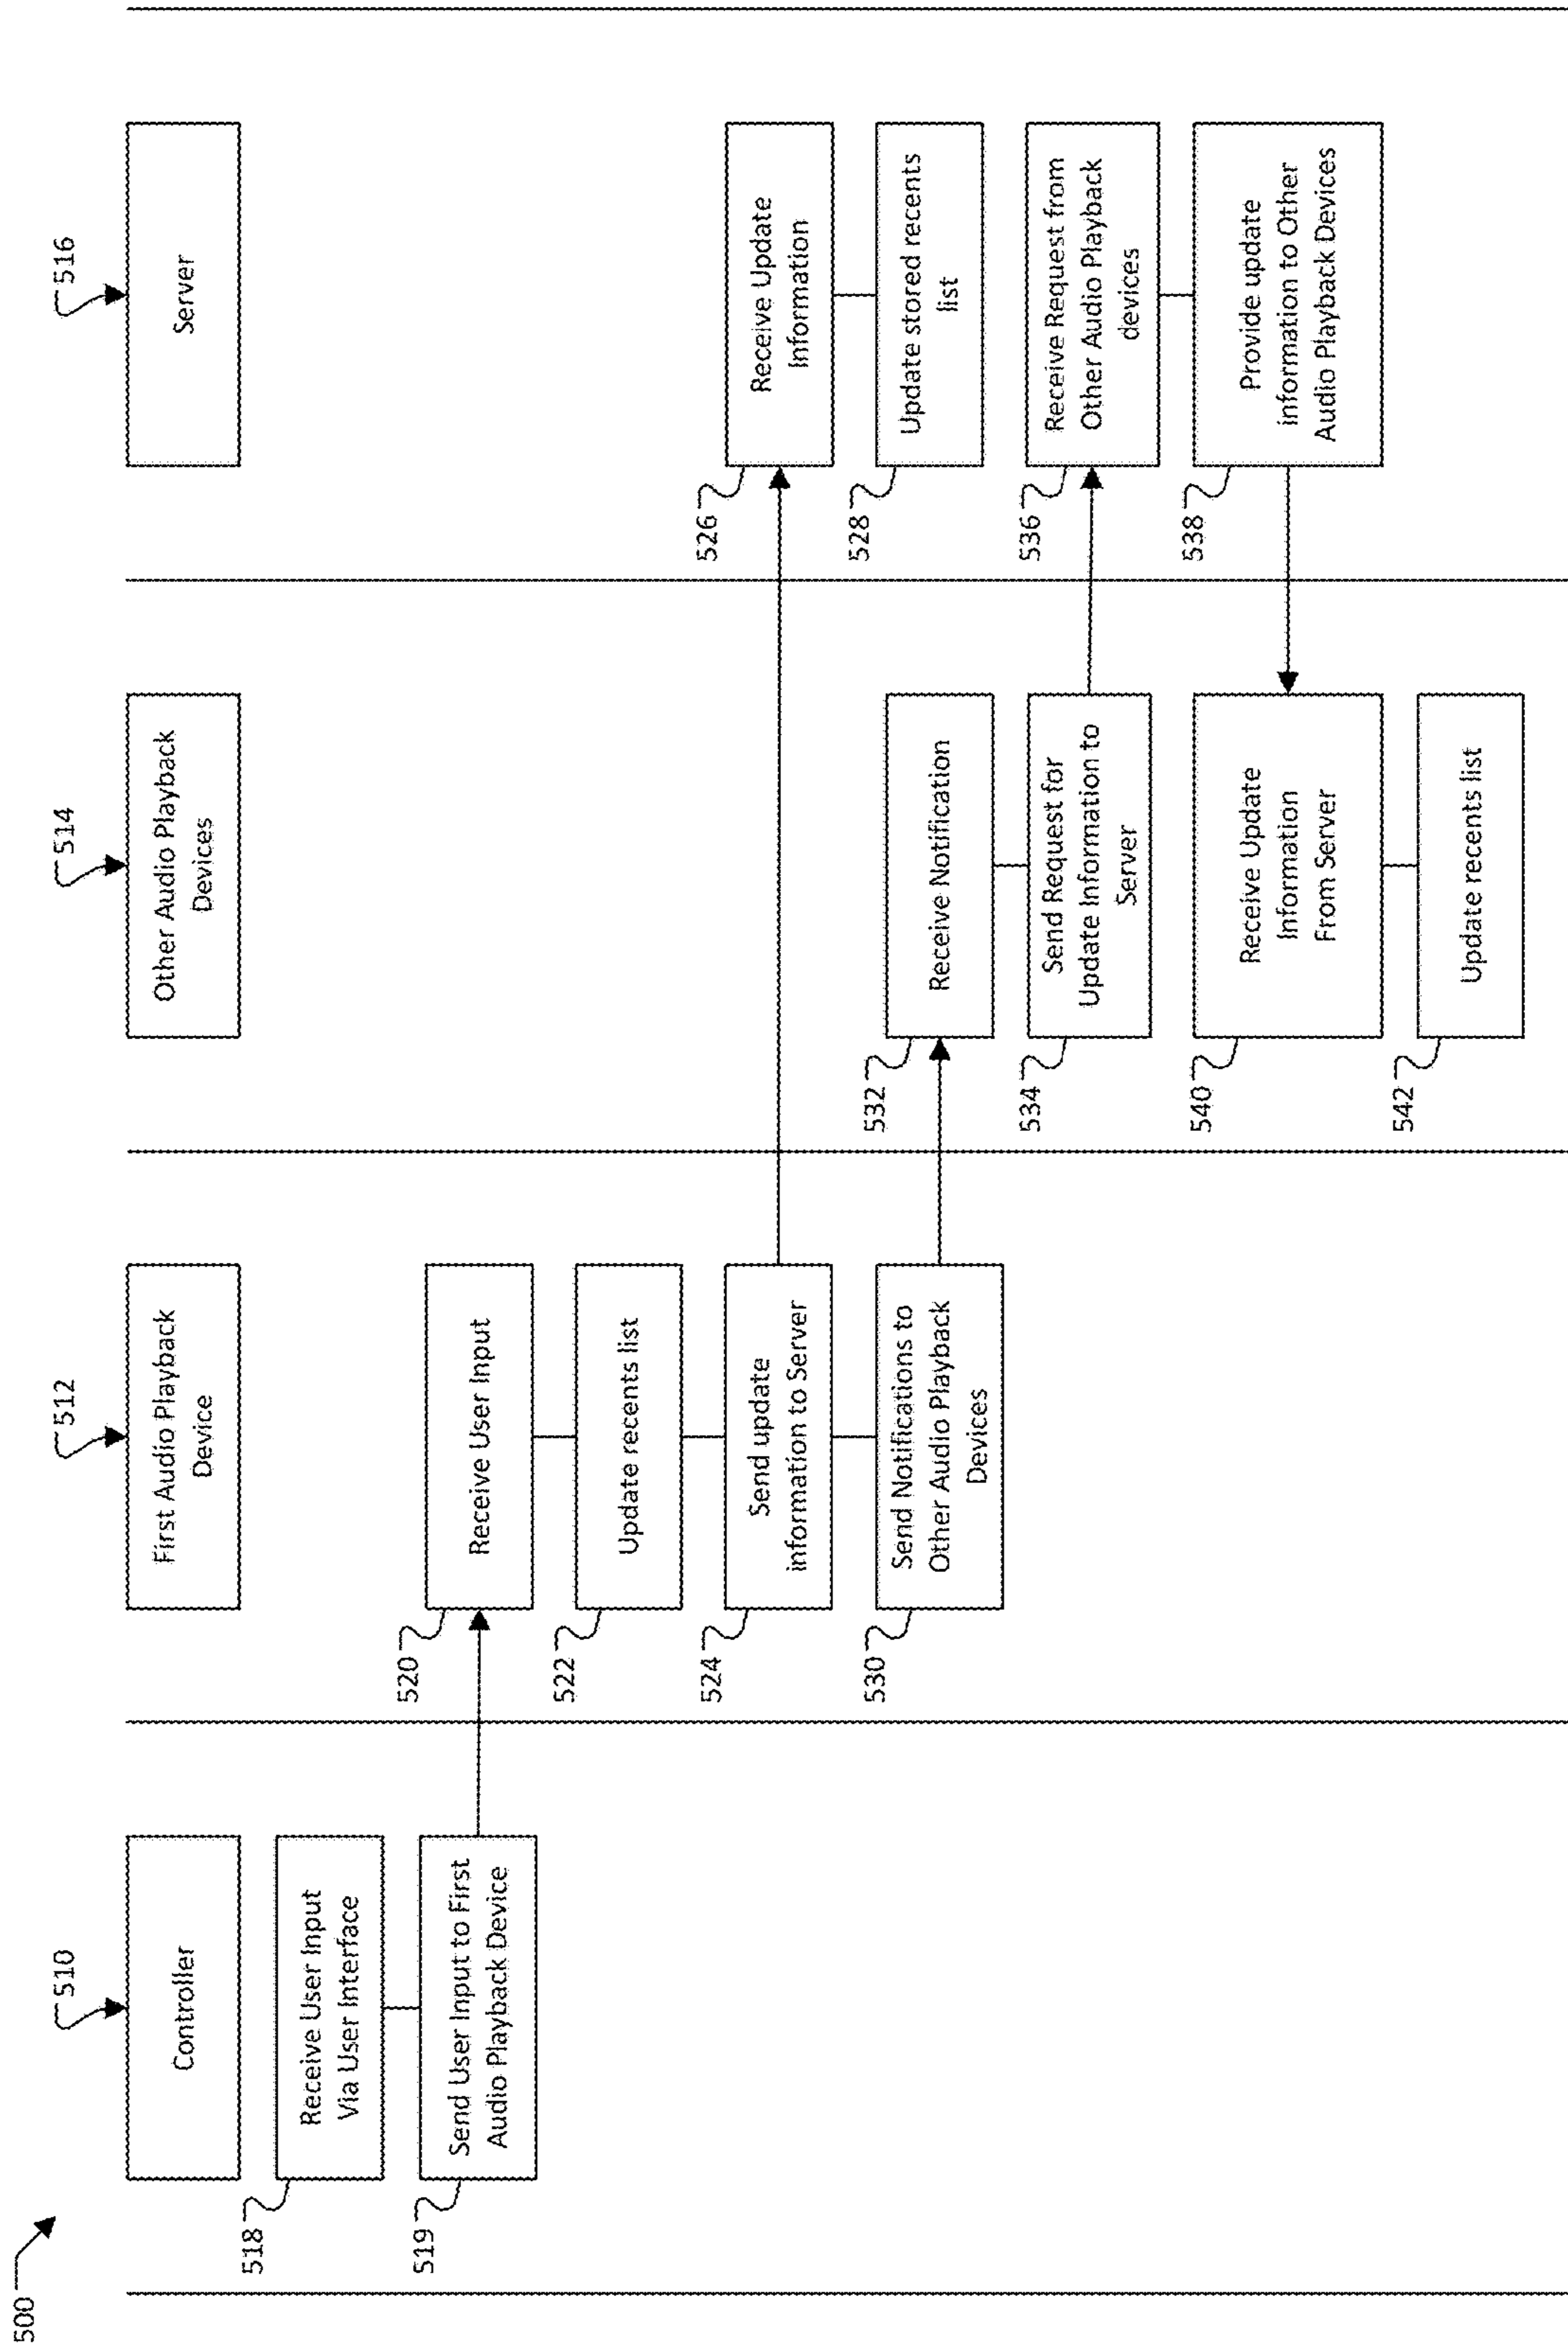 500
510
Controller
518
Receive User Input
Via User Interface
519
Send User Input to First
Audio Playback Device
512
First Audio Playback
Device
520
Receive User Input
522
Update recents list
524
Send update
information to Server
530
Send Notifications to
Other Audio Playback
Devices
514
Other Audio Playback
Devices
532
Receive Notification
534
Send Request for
Update Information to
Server
540
Receive Update
Information
From Server
542
Update recents list
516
Server
526
Receive Update
Information
528
Update stored recents
list
536
Receive Request from
Other Audio Playback
devices
538
Provide update
information to Other
Audio Playback Devices